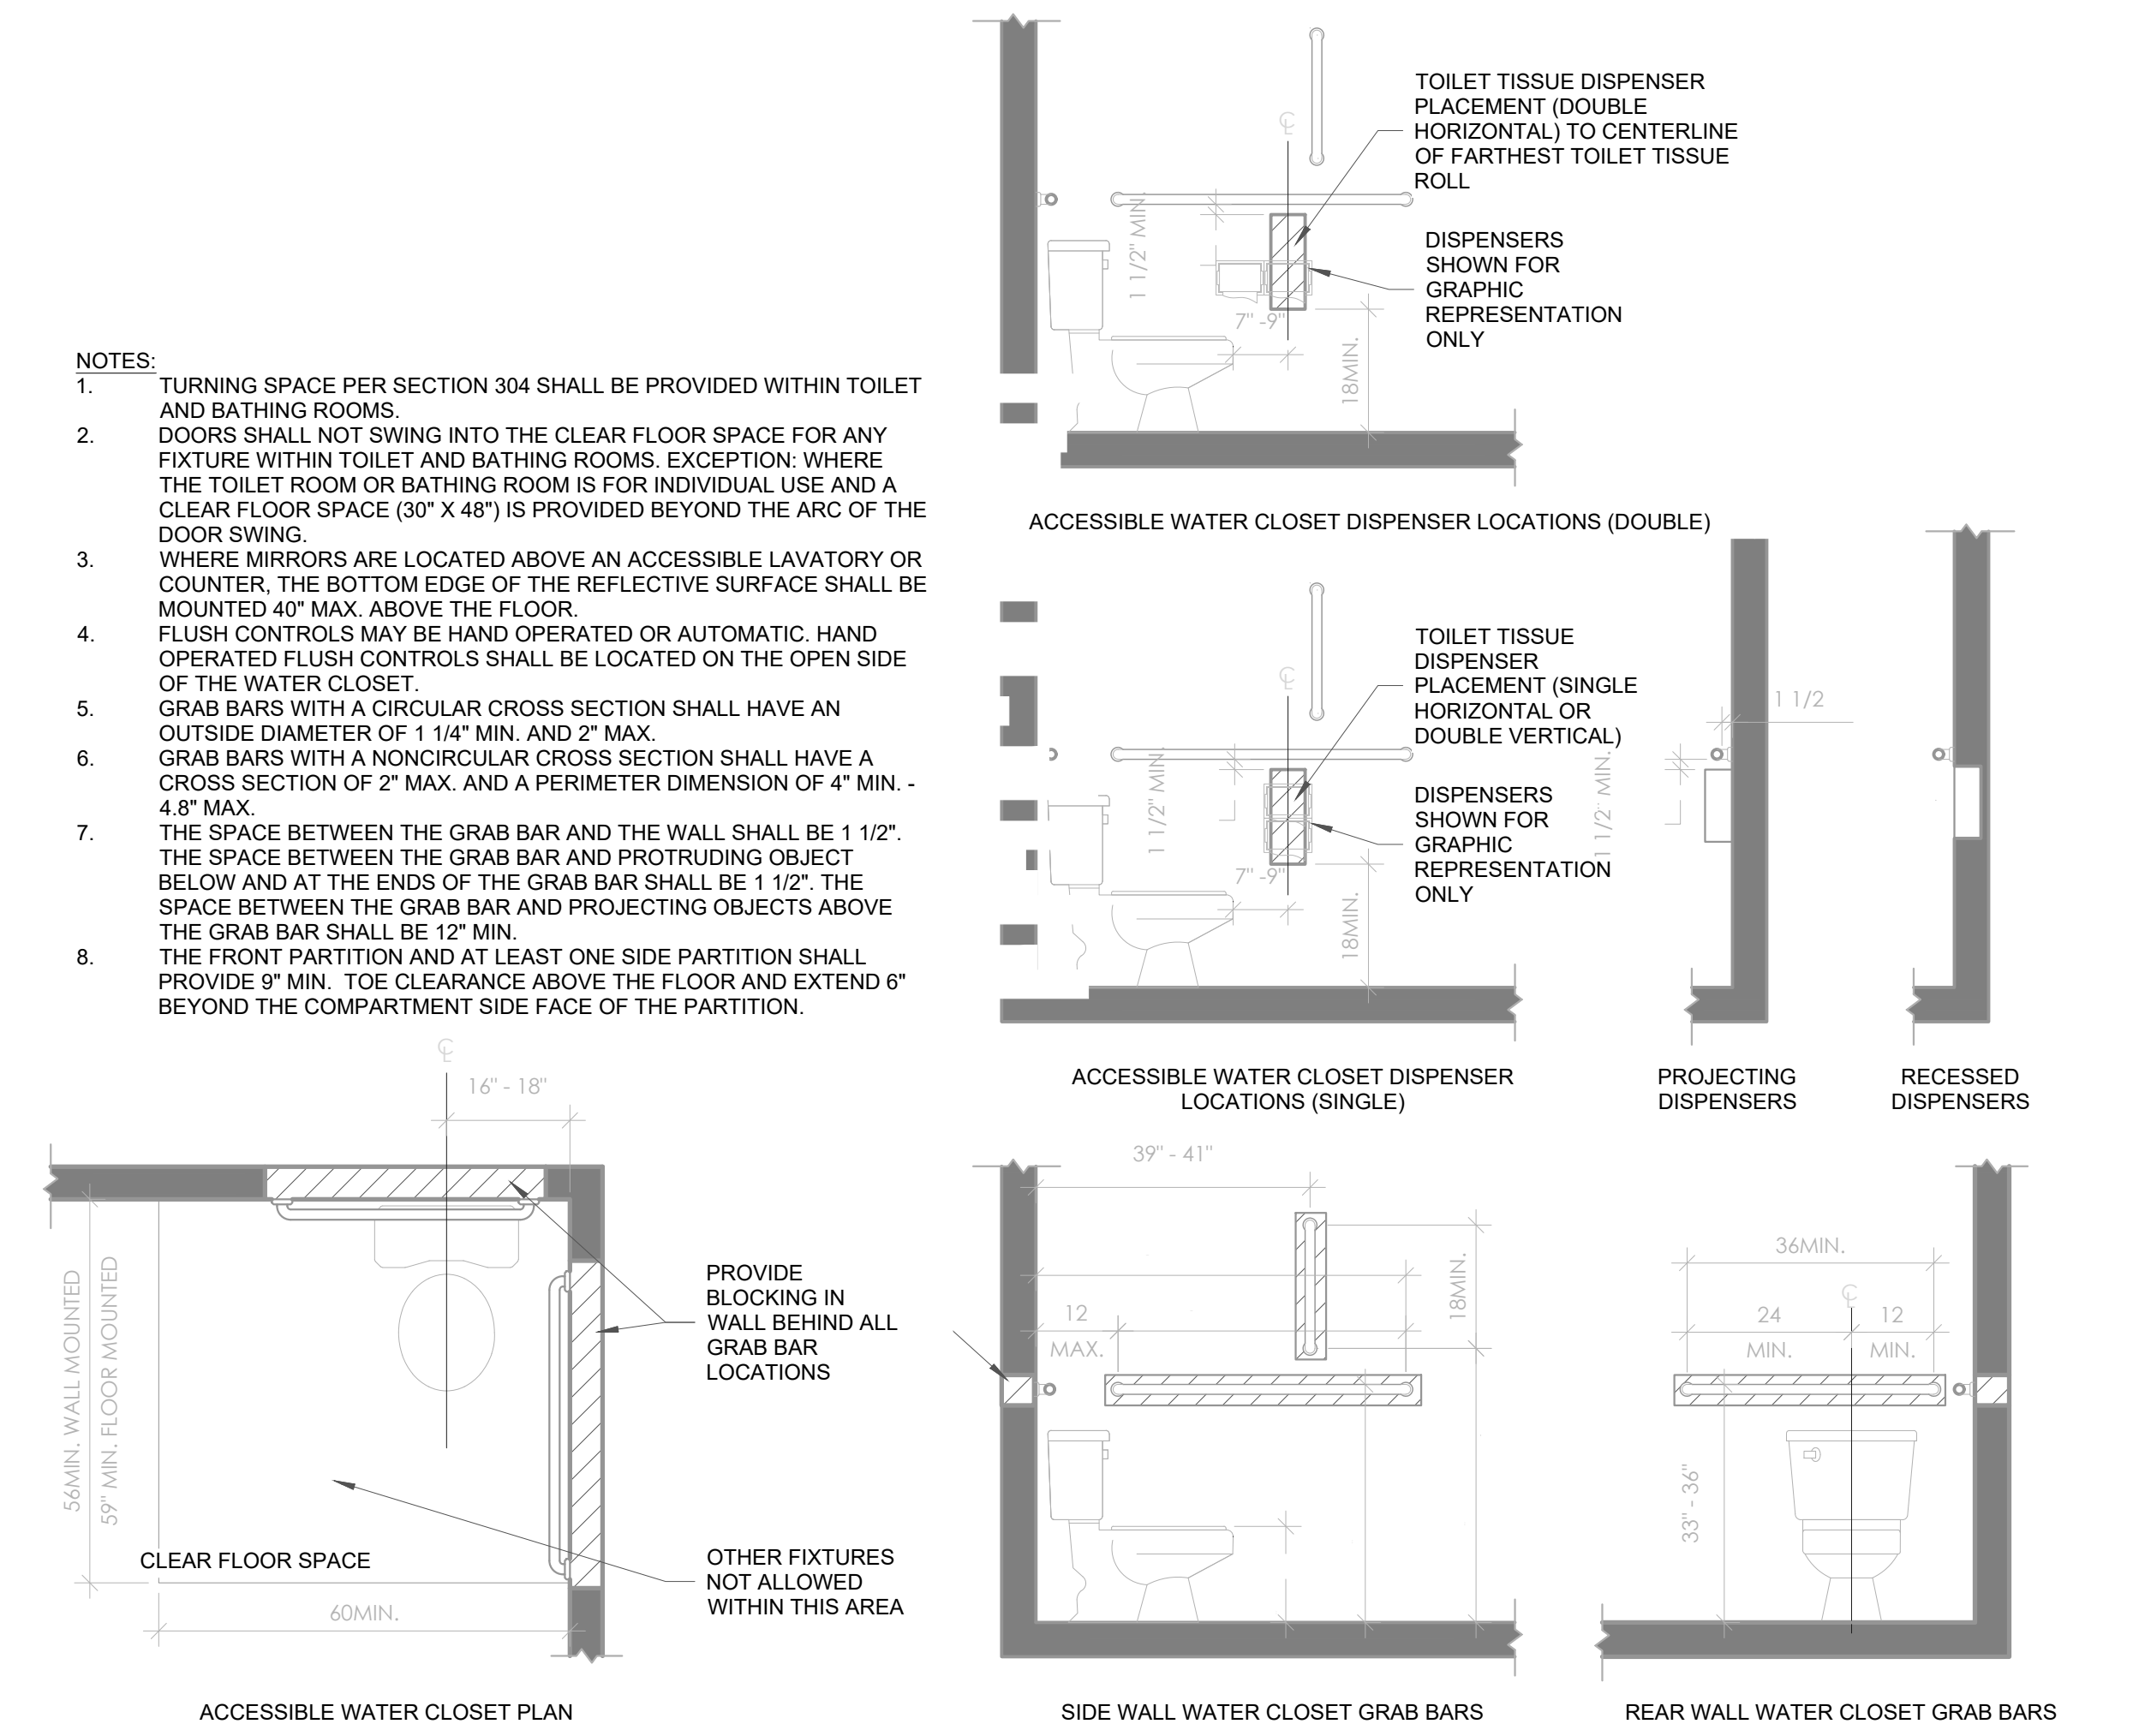 NOTES:
1. TURNING SPACE PER SECTION 304 SHALL BE PROVIDED WITHIN TOILET
AND BATHING ROOMS.
2. DOORS SHALL NOT SWING INTO THE CLEAR FLOOR SPACE FOR ANY
FIXTURE WITHIN TOILET AND BATHING ROOMS. EXCEPTION: WHERE
THE TOILET ROOM OR BATHING ROOM IS FOR INDIVIDUAL USE AND A
CLEAR FLOOR SPACE (30" X 48") IS PROVIDED BEYOND THE ARC OF THE
DOOR SWING.
3. WHERE MIRRORS ARE LOCATED ABOVE AN ACCESSIBLE LAVATORY OR
COUNTER, THE BOTTOM EDGE OF THE REFLECTIVE SURFACE SHALL BE
MOUNTED 40" MAX. ABOVE THE FLOOR.
4. FLUSH CONTROLS MAY BE HAND OPERATED OR AUTOMATIC. HAND
OPERATED FLUSH CONTROLS SHALL BE LOCATED ON THE OPEN SIDE
OF THE WATER CLOSET.
5. GRAB BARS WITH A CIRCULAR CROSS SECTION SHALL HAVE AN
OUTSIDE DIAMETER OF 1 1/4" MIN. AND 2" MAX.
6. GRAB BARS WITH A NONCIRCULAR CROSS SECTION SHALL HAVE A
CROSS SECTION OF 2" MAX. AND A PERIMETER DIMENSION OF 4" MIN. -
4.8" MAX.
7. THE SPACE BETWEEN THE GRAB BAR AND THE WALL SHALL BE 1 1/2".
THE SPACE BETWEEN THE GRAB BAR AND PROTRUDING OBJECT
BELOW AND AT THE ENDS OF THE GRAB BAR SHALL BE 1 1/2". THE
SPACE BETWEEN THE GRAB BAR AND PROJECTING OBJECTS ABOVE
THE GRAB BAR SHALL BE 12" MIN.
8. THE FRONT PARTITION AND AT LEAST ONE SIDE PARTITION SHALL
PROVIDE 9" MIN. TOE CLEARANCE ABOVE THE FLOOR AND EXTEND 6"
BEYOND THE COMPARTMENT SIDE FACE OF THE PARTITION.
TOILET TISSUE DISPENSER
PLACEMENT (DOUBLE
HORIZONTAL) TO CENTERLINE
OF FARTHEST TOILET TISSUE
ROLL
DISPENSERS
SHOWN FOR
GRAPHIC
REPRESENTATION
ONLY
℄
1 1/2" MIN.
7" -9"
18MIN.
ACCESSIBLE WATER CLOSET DISPENSER LOCATIONS (DOUBLE)
TOILET TISSUE
DISPENSER
PLACEMENT (SINGLE
HORIZONTAL OR
DOUBLE VERTICAL)
DISPENSERS
SHOWN FOR
GRAPHIC
REPRESENTATION
ONLY
℄
1 1/2" MIN.
7" -9"
18MIN.
ACCESSIBLE WATER CLOSET DISPENSER
LOCATIONS (SINGLE)
1 1/2
1 1/2" MIN.
PROJECTING
DISPENSERS
RECESSED
DISPENSERS
℄
16" - 18"
56MIN. WALL MOUNTED
59" MIN. FLOOR MOUNTED
PROVIDE
BLOCKING IN
WALL BEHIND ALL
GRAB BAR
LOCATIONS
CLEAR FLOOR SPACE
60MIN.
OTHER FIXTURES
NOT ALLOWED
WITHIN THIS AREA
ACCESSIBLE WATER CLOSET PLAN
39" - 41"
12
MAX.
18MIN.
SIDE WALL WATER CLOSET GRAB BARS
36MIN.
℄
24
MIN.
12
MIN.
33" - 36"
REAR WALL WATER CLOSET GRAB BARS